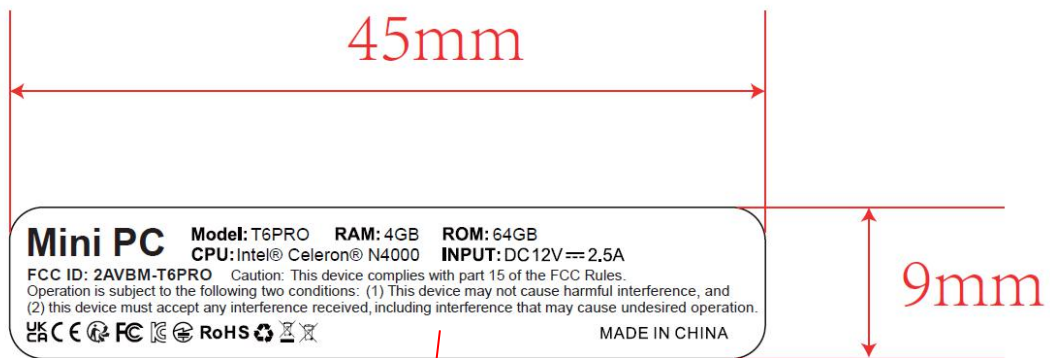 45mm
Mini PC
Model: T6PRO RAM: 4GB ROM: 64GB
CPU: Intel® Celeron® N4000 INPUT: DC12V⎓2.5A
FCC ID: 2AVBM-T6PRO Caution: This device complies with part 15 of the FCC Rules.
Operation is subject to the following two conditions: (1) This device may not cause harmful interference, and
(2) this device must accept any interference received, including interference that may cause undesired operation.
UK CA CE FC RoHS MADE IN CHINA
9mm